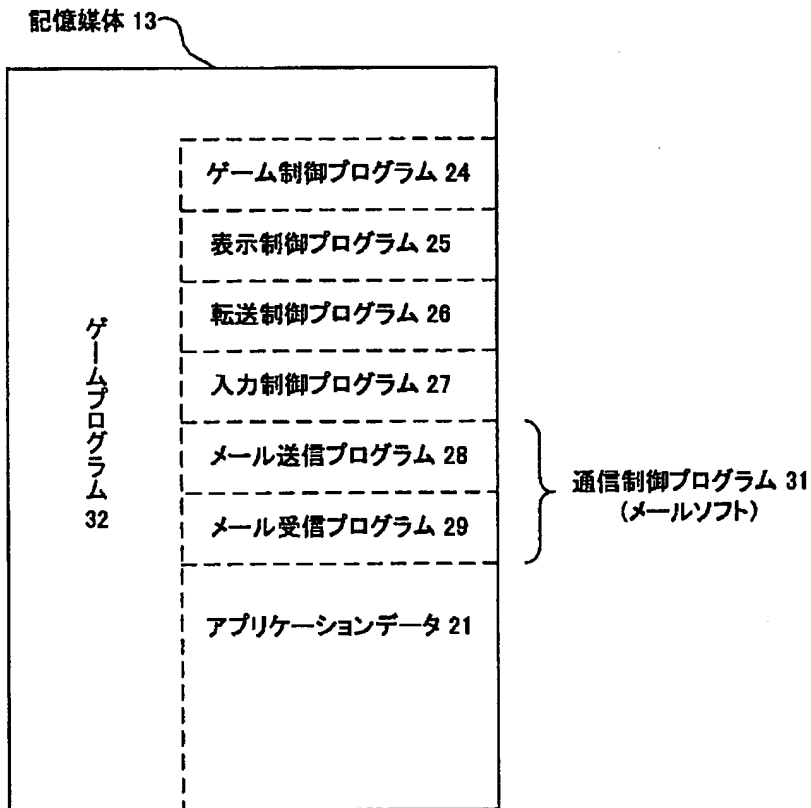 記憶媒体 13
ゲーム制御プログラム 24
表示制御プログラム 25
転送制御プログラム 26
入力制御プログラム 27
メール送信プログラム 28
メール受信プログラム 29
アプリケーションデータ 21
ゲームプログラム
32
通信制御プログラム 31
(メールソフト)